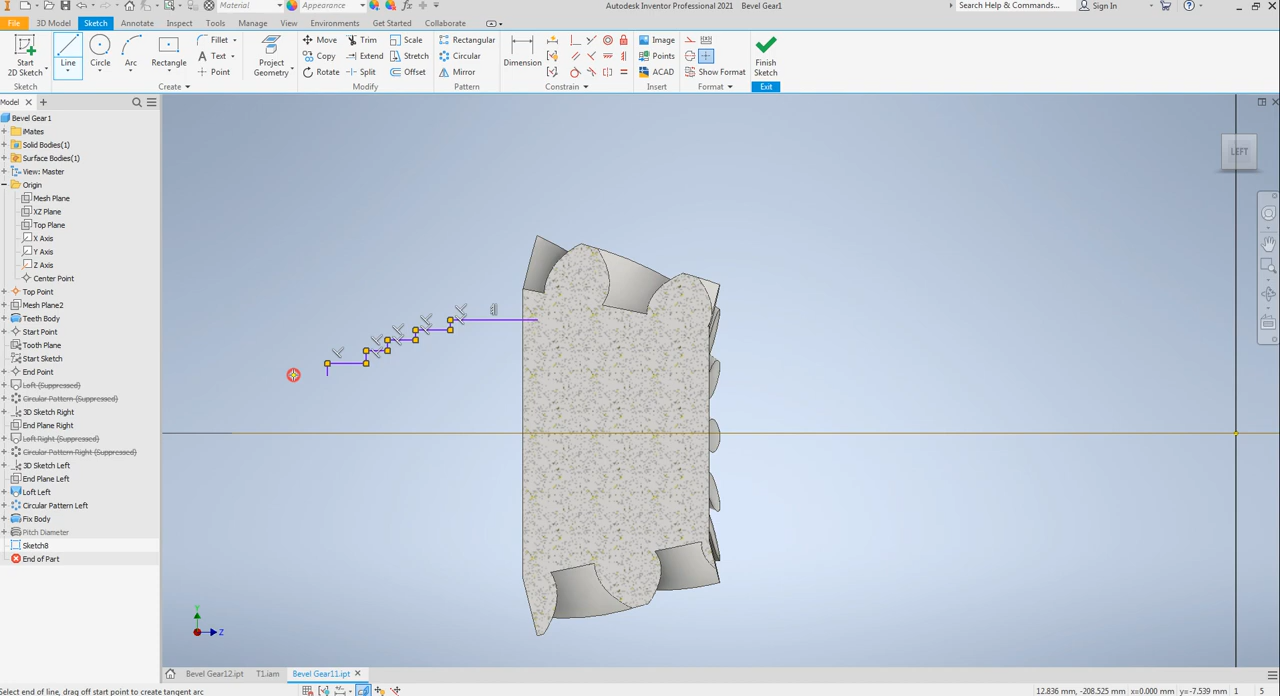 Material
Appearance
Autodesk Inventor Professional 2021 Bevel Gear1
Search Help & Commands...
Sign In
File 3D Model Sketch Annotate Inspect Tools Manage View Environments Get Started Collaborate
Start
2D Sketch
Line
Circle
Arc
Rectangle
Fillet
Text
Point
Project
Geometry
Move Trim Scale
Copy Extend Stretch
Rotate Split Offset
Rectangular
Circular
Mirror
Dimension
Image
Points
ACAD
Show Format
Finish
Sketch
Sketch Create Modify Pattern Constrain Insert Format Exit
Model
Bevel Gear1
iMates
Solid Bodies(1)
Surface Bodies(1)
View: Master
Origin
Mesh Plane
XZ Plane
Top Plane
X Axis
Y Axis
Z Axis
Center Point
Top Point
Mesh Plane2
Teeth Body
Start Point
Tooth Plane
Start Sketch
End Point
Loft (Suppressed)
Circular Pattern (Suppressed)
3D Sketch Right
End Plane Right
Loft Right (Suppressed)
Circular Pattern Right (Suppressed)
3D Sketch Left
End Plane Left
Loft Left
Circular Pattern Left
Fix Body
Pitch Diameter
Sketch8
End of Part
LEFT
Y
Z
Bevel Gear12.ipt T1.iam Bevel Gear11.ipt
Select end of line, drag off start point to create tangent arc
12.836 mm, -208.525 mm x=0.000 mm y=-7.539 mm 1 5